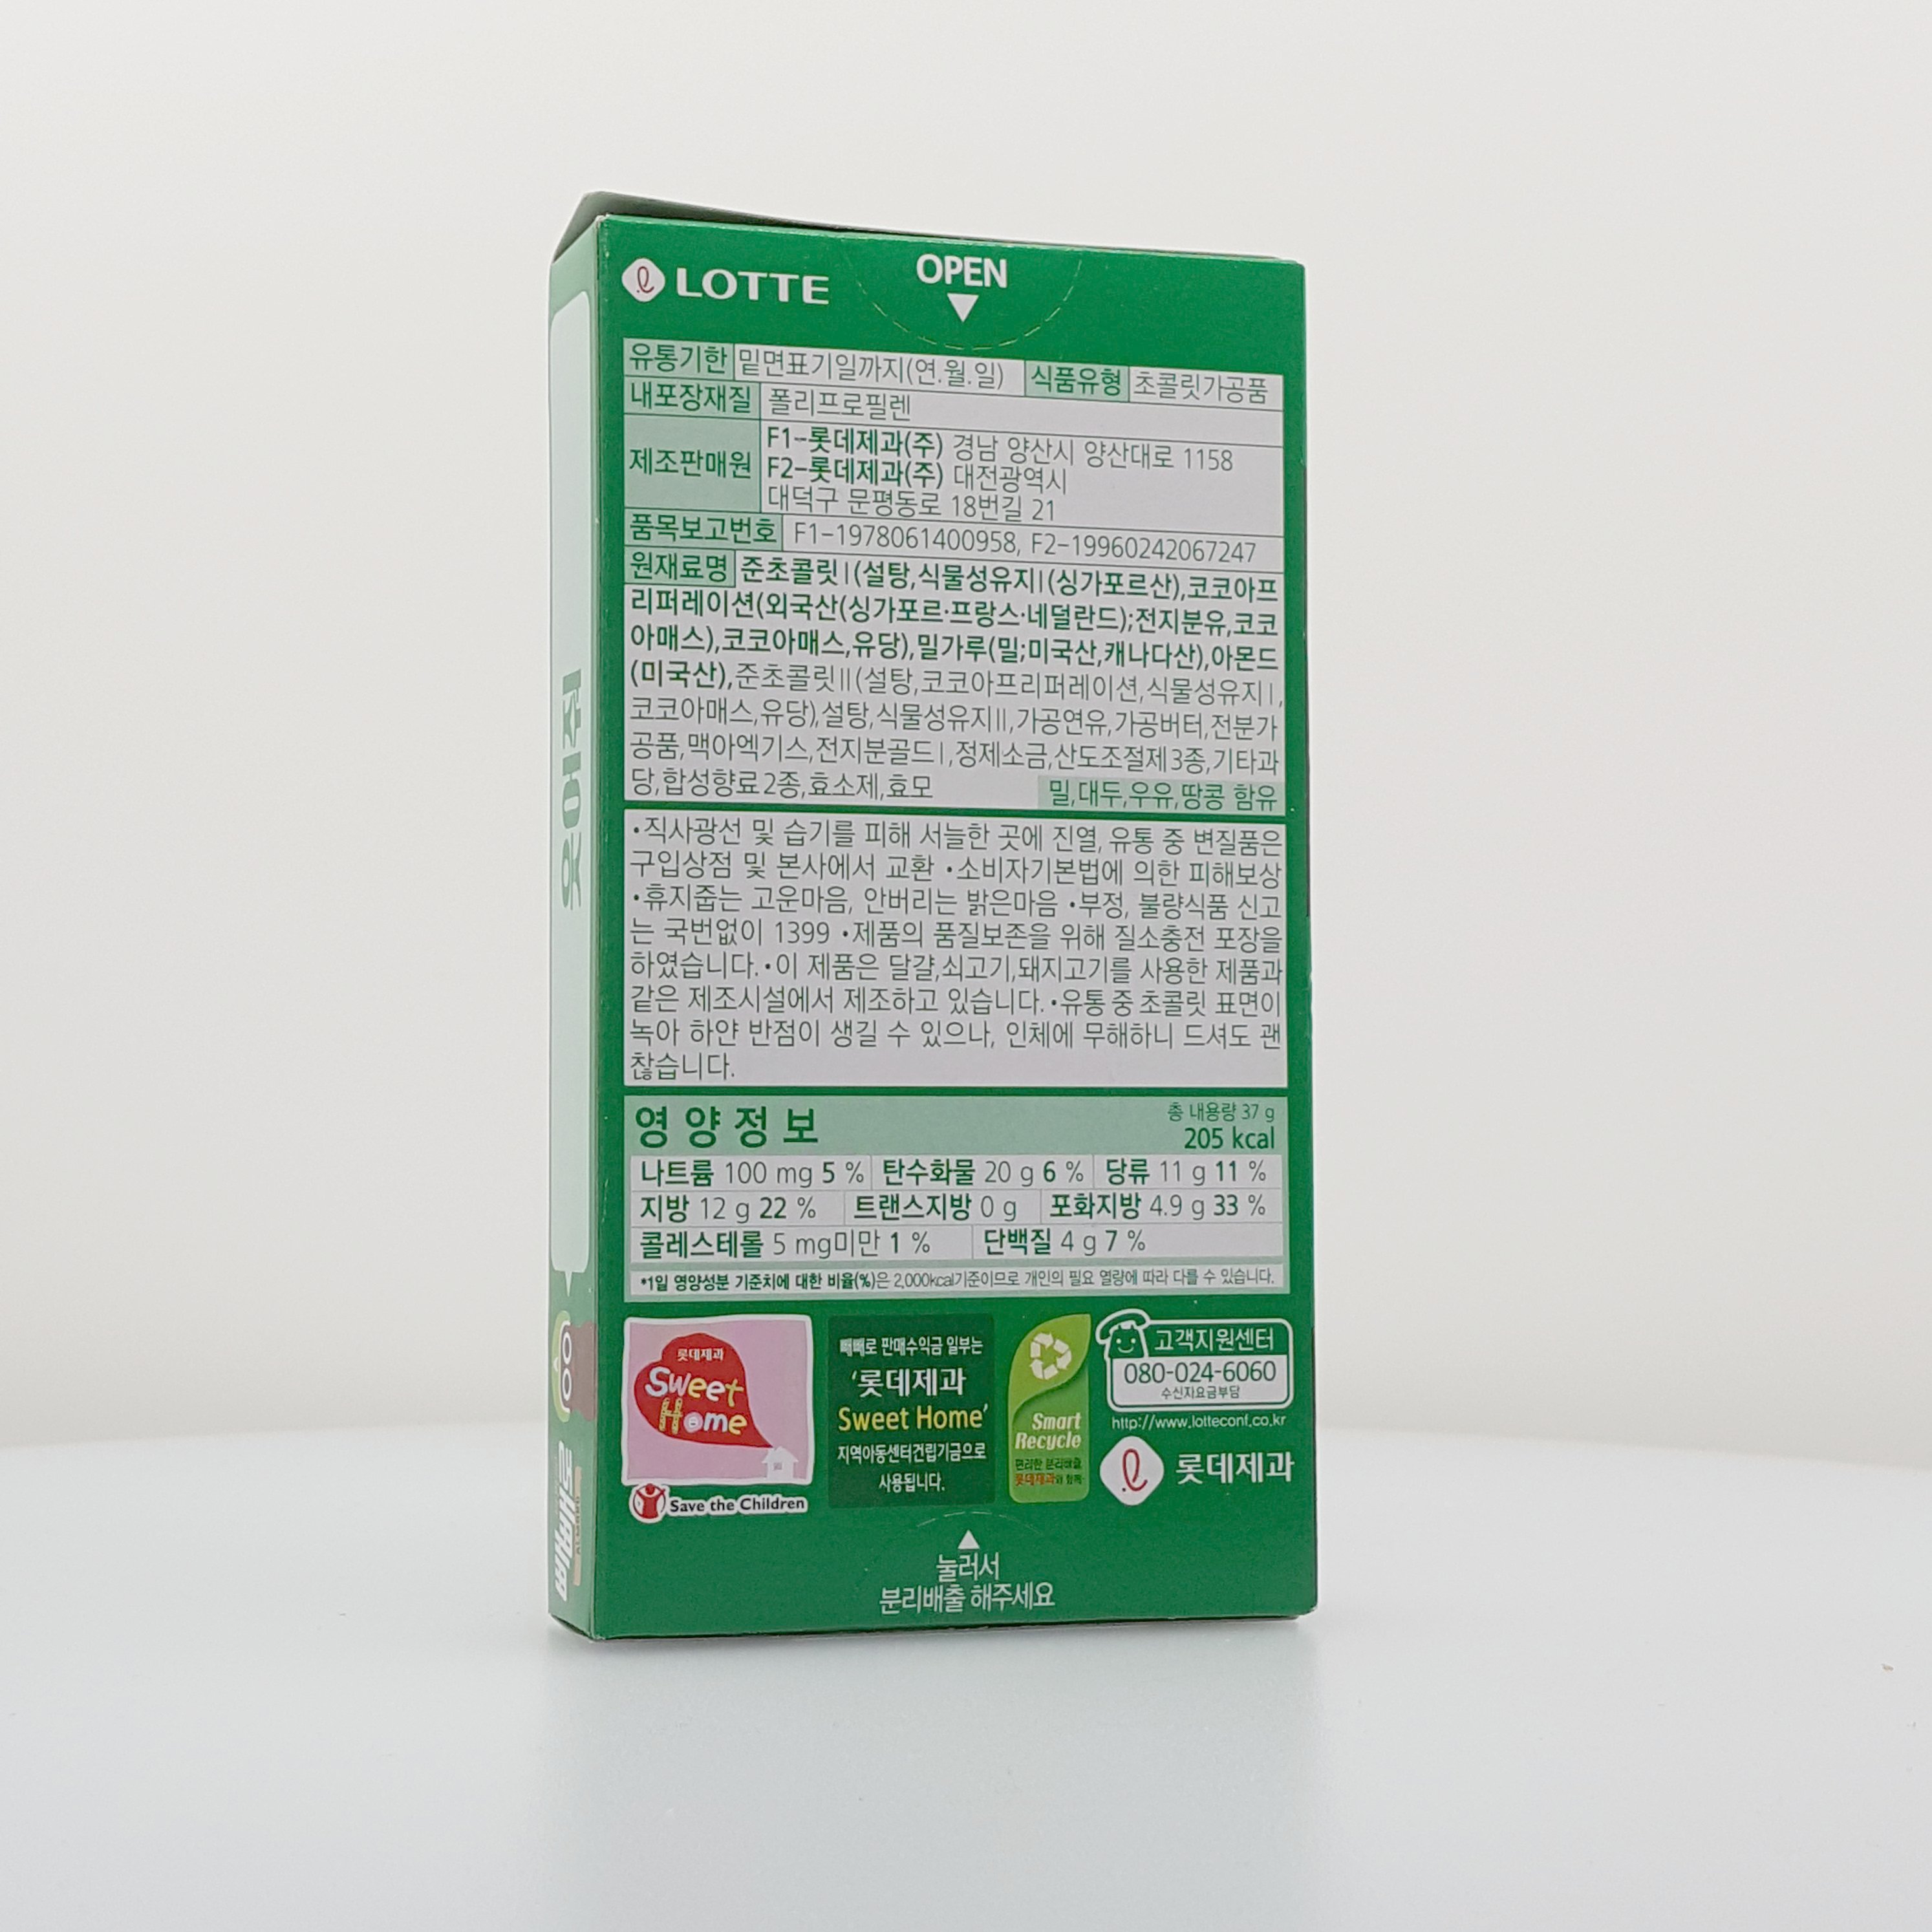 LOTTE
OPEN
유통기한 밑면표기일까지(연.월.일) 식품유형 초콜릿가공품
내포장재질 폴리프로필렌
제조판매원 F1-롯데제과(주) 경남 양산시 양산대로 1158
F2-롯데제과(주) 대전광역시
대덕구 문평동로 18번길 21
품목보고번호 F1-1978061400958, F2-19960242067247
원재료명 준초콜릿Ⅰ(설탕,식물성유지Ⅰ(싱가포르산),코코아프
리퍼레이션(외국산(싱가포르·프랑스·네덜란드);전지분유,코코
아매스),코코아매스,유당),밀가루(밀;미국산,캐나다산),아몬드
(미국산),준초콜릿Ⅱ(설탕,코코아프리퍼레이션,식물성유지Ⅰ,
코코아매스,유당),설탕,식물성유지Ⅱ,가공연유,가공버터,전분가
공품,맥아엑기스,전지분골드Ⅰ,정제소금,산도조절제3종,기타과
당,합성향료2종,효소제,효모 밀,대두,우유,땅콩 함유
•직사광선 및 습기를 피해 서늘한 곳에 진열, 유통 중 변질품은
구입상점 및 본사에서 교환 •소비자기본법에 의한 피해보상
•휴지줍는 고운마음, 안버리는 밝은마음 •부정, 불량식품 신고
는 국번없이 1399 •제품의 품질보존을 위해 질소충전 포장을
하였습니다.•이 제품은 달걀,쇠고기,돼지고기를 사용한 제품과
같은 제조시설에서 제조하고 있습니다.•유통 중 초콜릿 표면이
녹아 하얀 반점이 생길 수 있으나, 인체에 무해하니 드셔도 괜
찮습니다.
영양정보 총 내용량 37 g
205 kcal
나트륨 100 mg 5 % 탄수화물 20 g 6 % 당류 11 g 11 %
지방 12 g 22 % 트랜스지방 0 g 포화지방 4.9 g 33 %
콜레스테롤 5 mg미만 1 % 단백질 4 g 7 %
*1일 영양성분 기준치에 대한 비율(%)은 2,000kcal기준이므로 개인의 필요 열량에 따라 다를 수 있습니다.
롯데제과
Sweet
Home
Save the Children
빼빼로 판매수익금 일부는
'롯데제과
Sweet Home'
지역아동센터건립기금으로
사용됩니다.
Smart
Recycle
편리한 분리배출
롯데제과와 함께
고객지원센터
080-024-6060
수신자요금부담
http://www.lotteconf.co.kr
롯데제과
눌러서
분리배출 해주세요
웃어줘
빼빼로